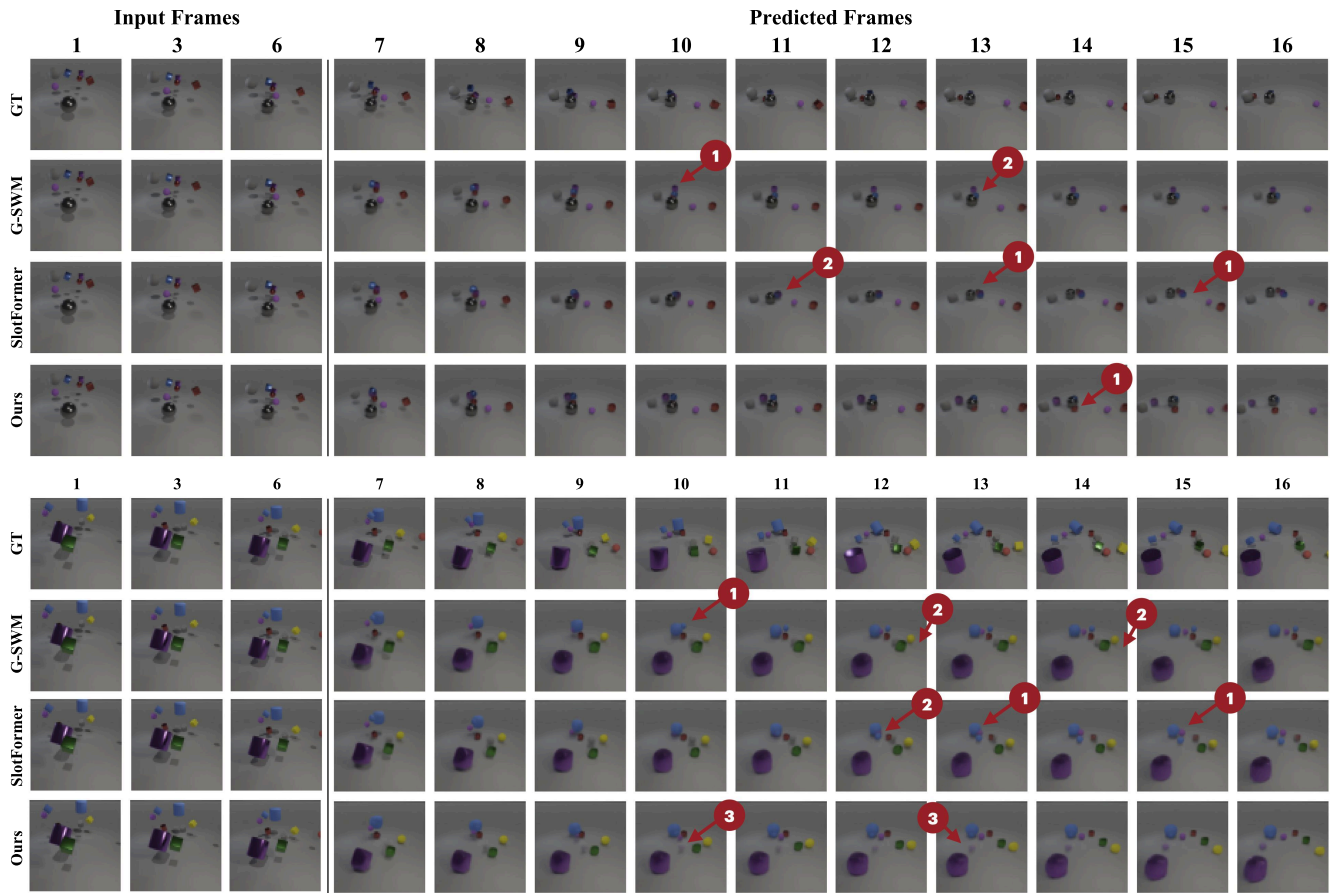 Input Frames Predicted Frames
1 3 6 7 8 9 10 11 12 13 14 15 16
GT
1 2
G-SWM
2 1 1
SlotFormer
1
Ours
1 3 6 7 8 9 10 11 12 13 14 15 16
GT
1 2 2
G-SWM
2 1 1
SlotFormer
3 3
Ours